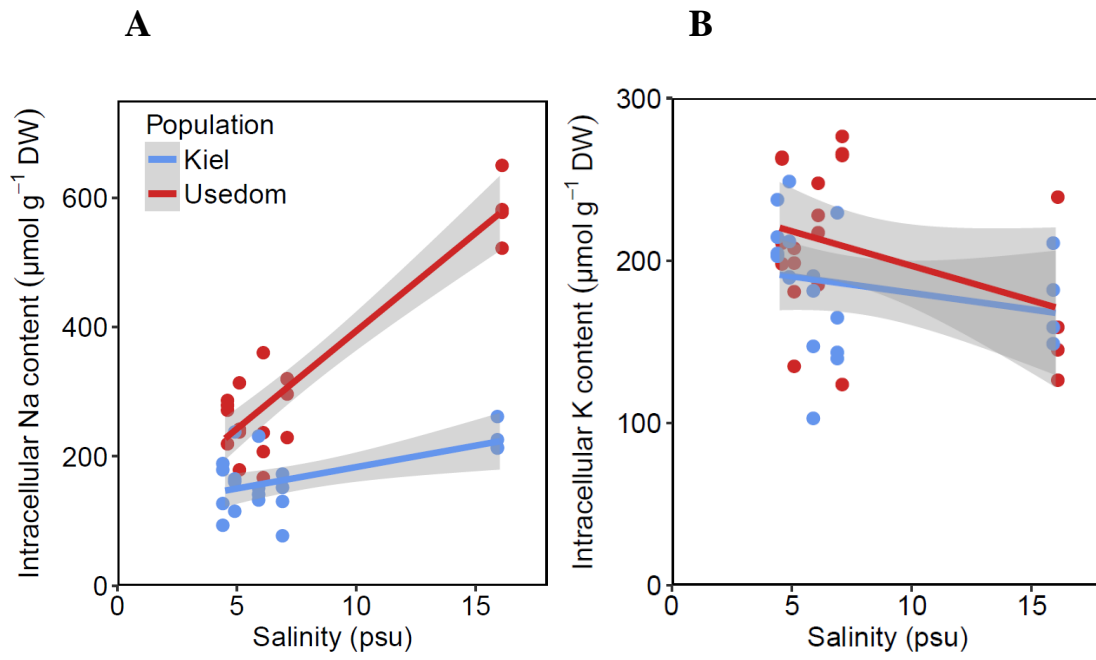 A
B
Intracellular Na content (µmol g⁻¹ DW)
600
400
200
0
Population
Kiel
Usedom
0 5 10 15
Salinity (psu)
Intracellular K content (µmol g⁻¹ DW)
300
200
100
0
0 5 10 15
Salinity (psu)